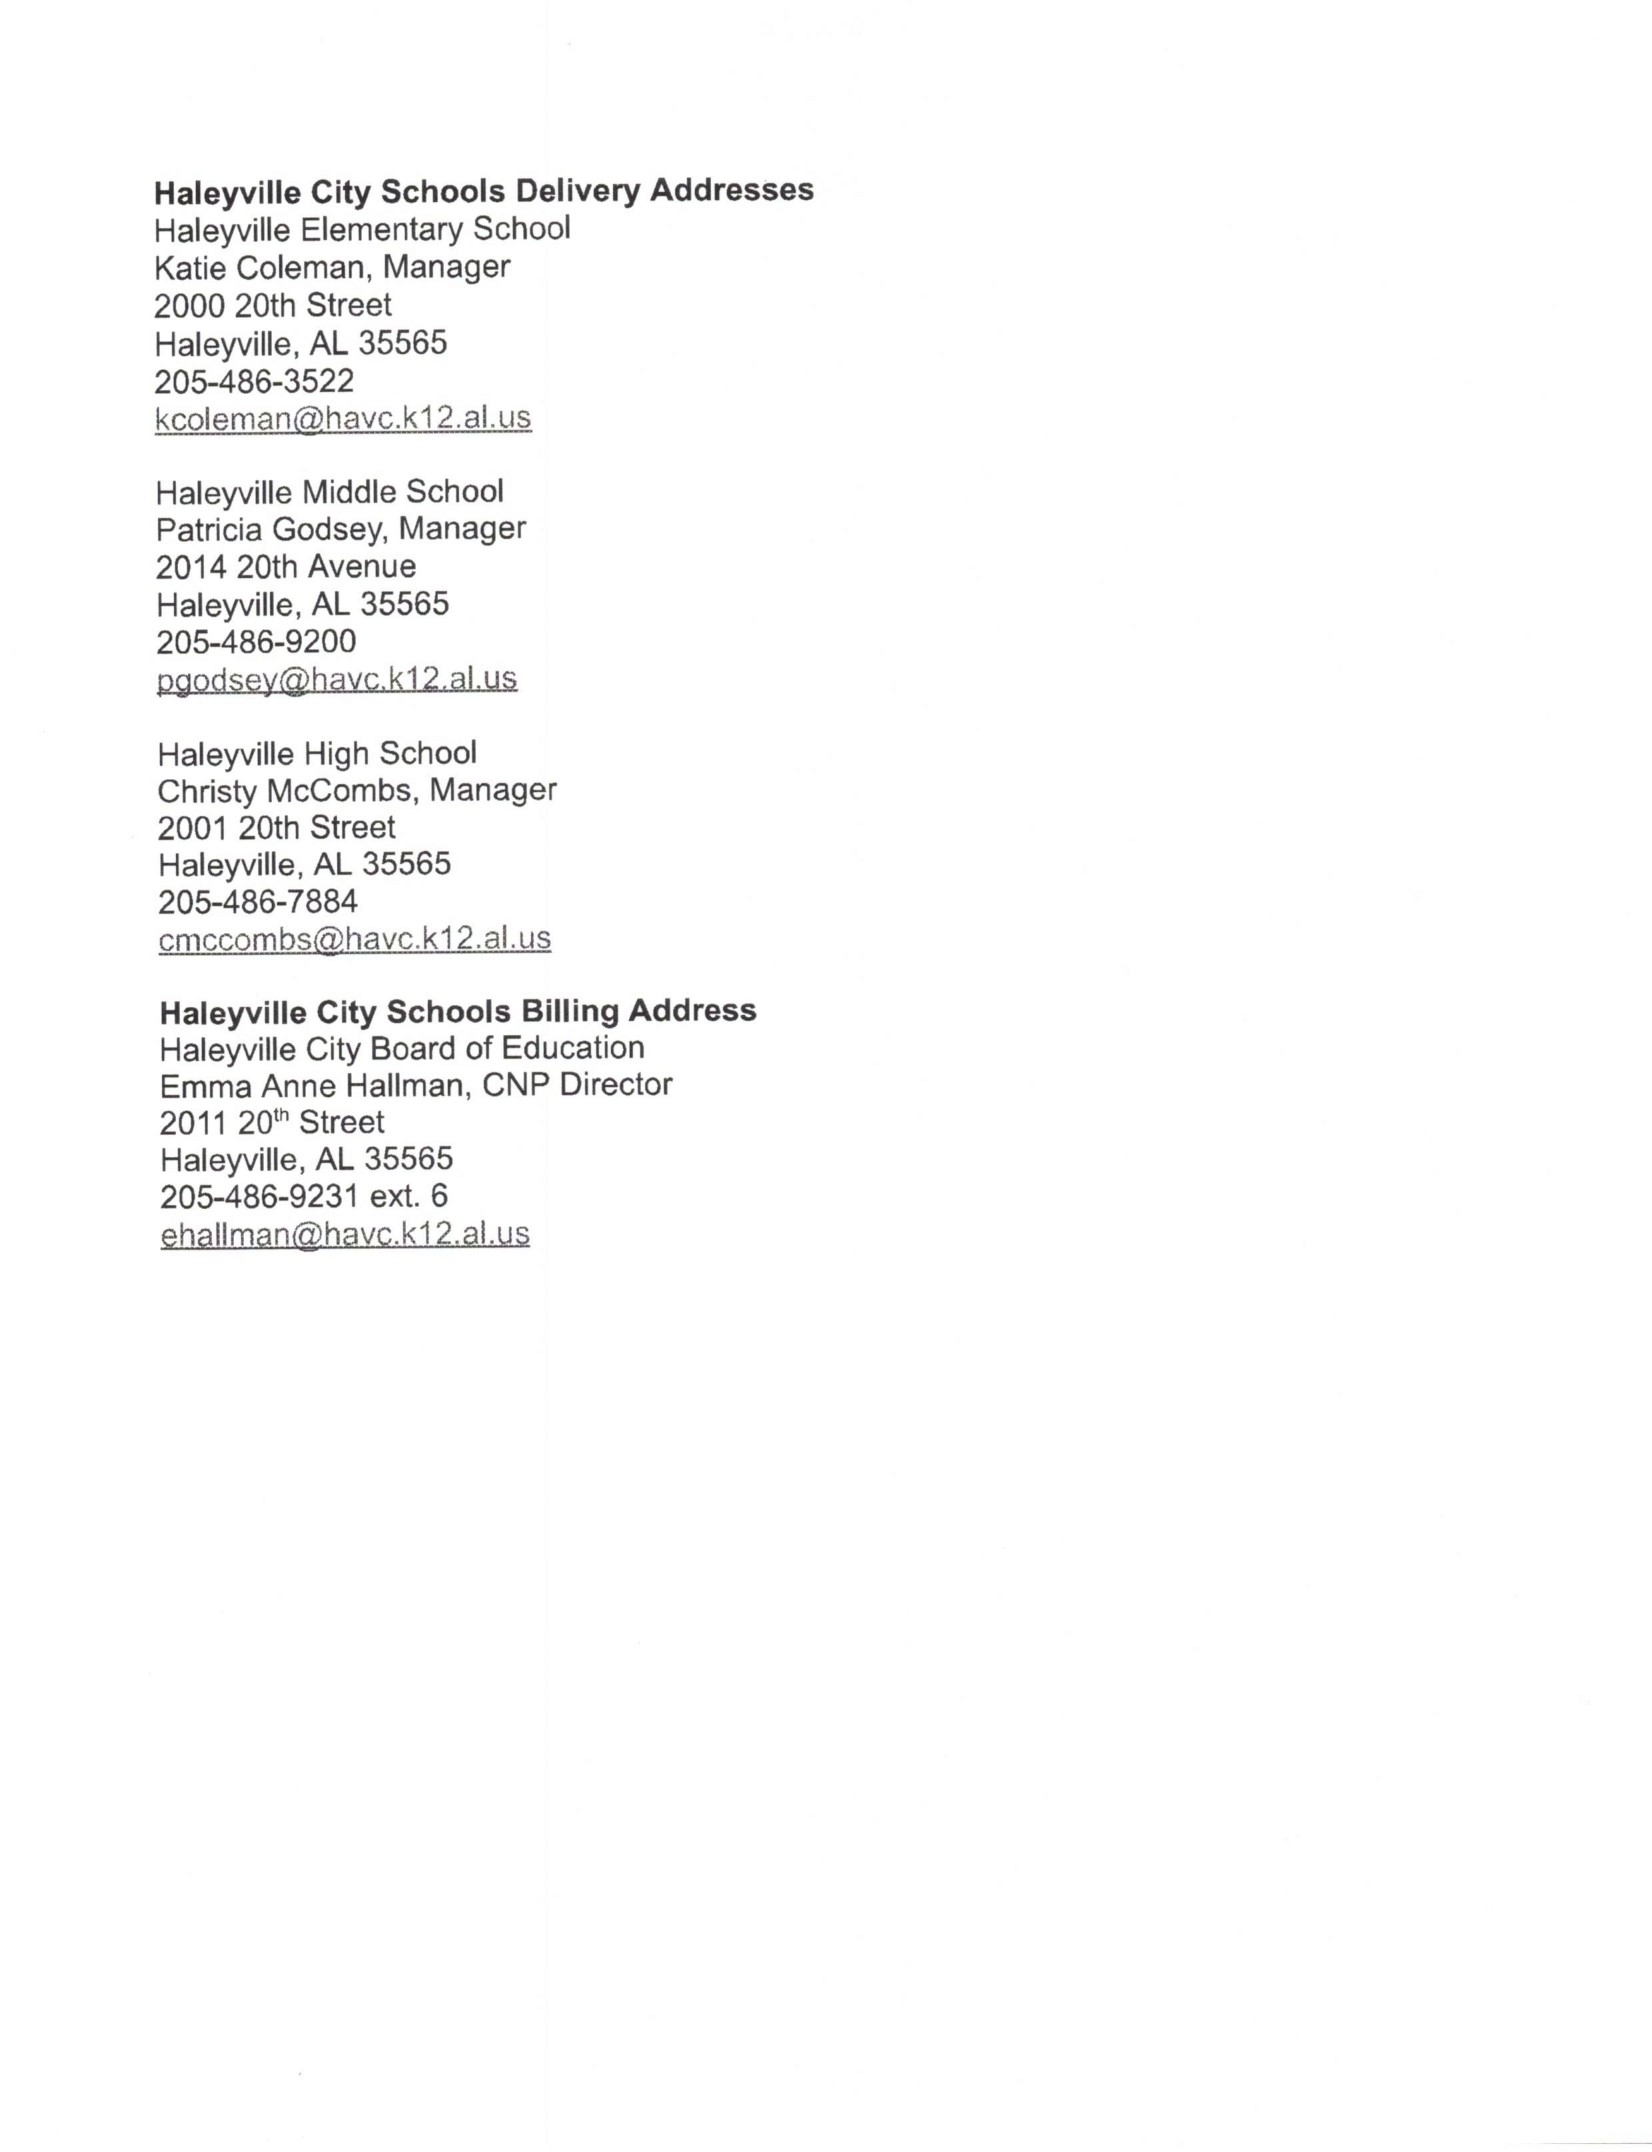 Haleyville City Schools Delivery Addresses
Haleyville Elementary School
Katie Coleman, Manager
2000 20th Street
Haleyville, AL 35565
205-486-3522
kcoleman@havc.k12.al.us
Haleyville Middle School
Patricia Godsey, Manager
2014 20th Avenue
Haleyville, AL 35565
205-486-9200
pgodsey@havc.k12.al.us
Haleyville High School
Christy McCombs, Manager
2001 20th Street
Haleyville, AL 35565
205-486-7884
cmccombs@havc.k12.al.us
Haleyville City Schools Billing Address
Haleyville City Board of Education
Emma Anne Hallman, CNP Director
2011 20th Street
Haleyville, AL 35565
205-486-9231 ext. 6
ehallman@havc.k12.al.us